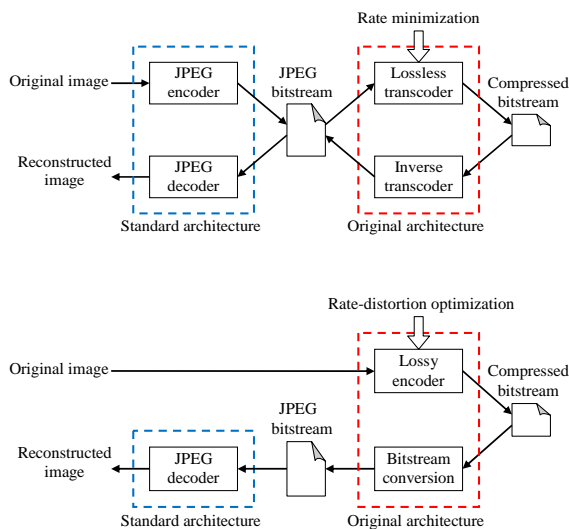 Rate minimization
Original image
JPEG
encoder
JPEG
bitstream
Lossless
transcoder
Compressed
bitstream
Reconstructed
image
JPEG
decoder
Inverse
transcoder
Standard architecture
Original architecture
Rate-distortion optimization
Original image
Lossy
encoder
Compressed
bitstream
JPEG
bitstream
Reconstructed
image
JPEG
decoder
Bitstream
conversion
Standard architecture
Original architecture